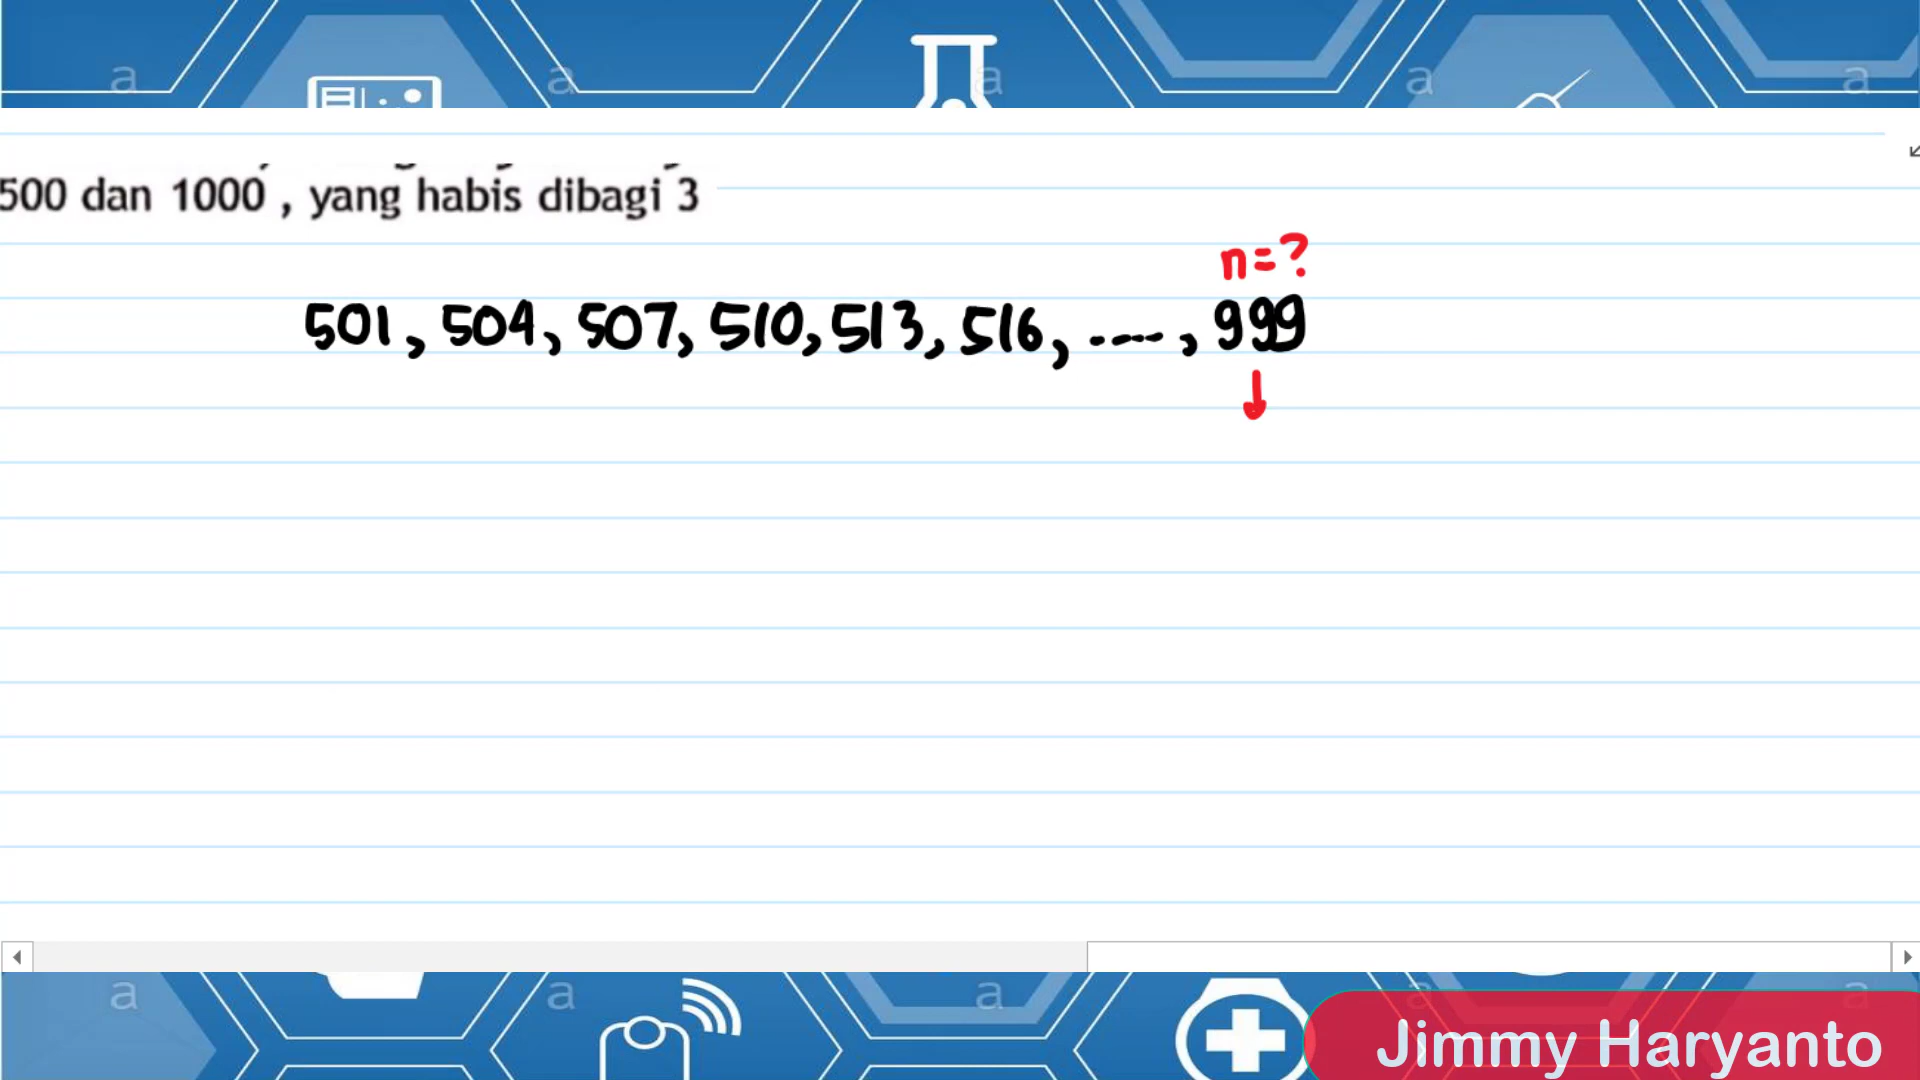 500 dan 1000 , yang habis dibagi 3
n=?
501, 504, 507, 510, 513, 516, ...., 999
Jimmy Haryanto